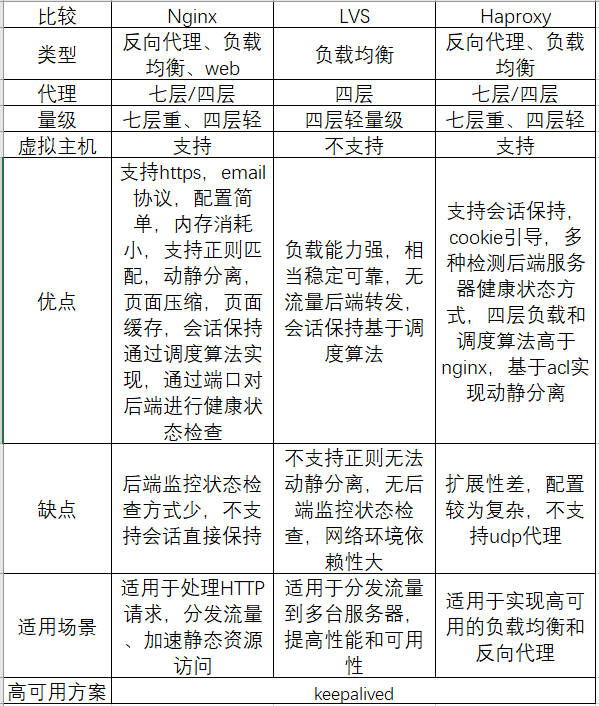 比较 Nginx LVS Haproxy
类型
反向代理、负载
均衡、web
负载均衡
反向代理、负载
均衡
代理 七层/四层 四层 七层/四层
量级 七层重、四层轻 四层轻量级 七层重、四层轻
虚拟主机 支持 不支持 支持
优点
支持https，email
协议，配置简
单，内存消耗
小，支持正则匹
配，动静分离，
页面压缩，页面
缓存，会话保持
通过调度算法实
现，通过端口对
后端进行健康状
态检查
负载能力强，相
当稳定可靠，无
流量后端转发，
会话保持基于调
度算法
支持会话保持，
cookie引导，多
种检测后端服务
器健康状态方
式，四层负载和
调度算法高于
nginx，基于acl实
现动静分离
缺点
后端监控状态检
查方式少，不支
持会话直接保持
不支持正则无法
动静分离，无后
端监控状态检
查，网络环境依
赖性大
扩展性差，配置
较为复杂，不支
持udp代理
适用场景
适用于处理HTTP
请求，分发流量
、加速静态资源
访问
适用于分发流量
到多台服务器，
提高性能和可用
性
适用于实现高可
用的负载均衡和
反向代理
高可用方案 keepalived